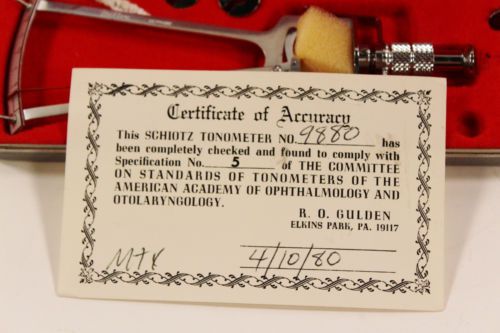 Certificate of Accuracy
This SCHIOTZ TONOMETER NO. 9880 has
been completely checked and found to comply with
Specification No. 5 of THE COMMITTEE
ON STANDARDS OF TONOMETERS OF THE
AMERICAN ACADEMY OF OPHTHALMOLOGY AND
OTOLARYNGOLOGY.
R. O. GULDEN
ELKINS PARK, PA. 19117
4/10/80